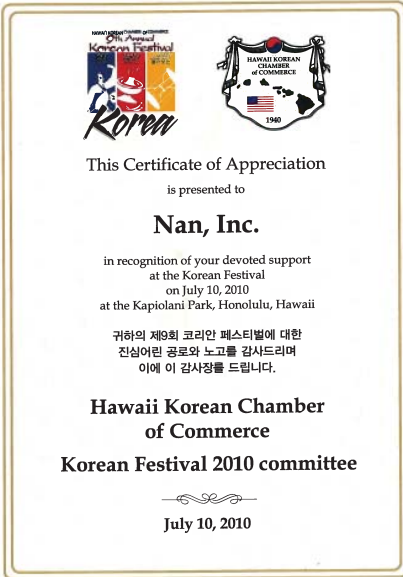 HAWAII KOREAN CHAMBER OF COMMERCE
9th Annual
Korean Festival
Korea
HAWAII KOREAN
CHAMBER
of COMMERCE
1940
This Certificate of Appreciation
is presented to
Nan, Inc.
in recognition of your devoted support
at the Korean Festival
on July 10, 2010
at the Kapiolani Park, Honolulu, Hawaii
귀하의 제9회 코리안 페스티벌에 대한
진심어린 공로와 노고를 감사드리며
이에 이 감사장를 드립니다.
Hawaii Korean Chamber
of Commerce
Korean Festival 2010 committee
July 10, 2010